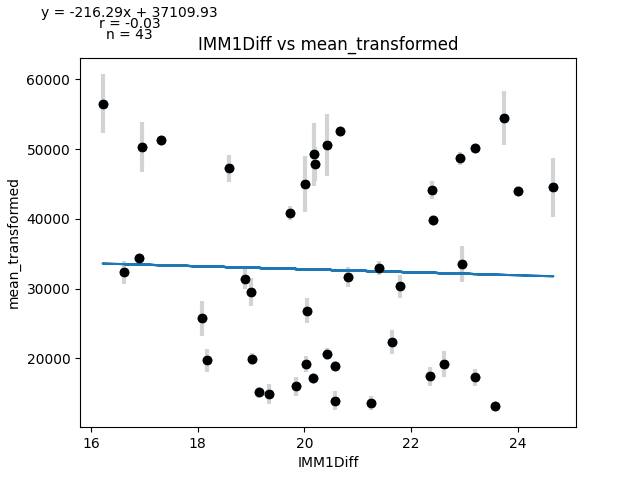 y = -216.29x + 37109.93
r = -0.03
n = 43
IMM1Diff vs mean_transformed
60000
50000
40000
30000
20000
mean_transformed
16 18 20 22 24
IMM1Diff